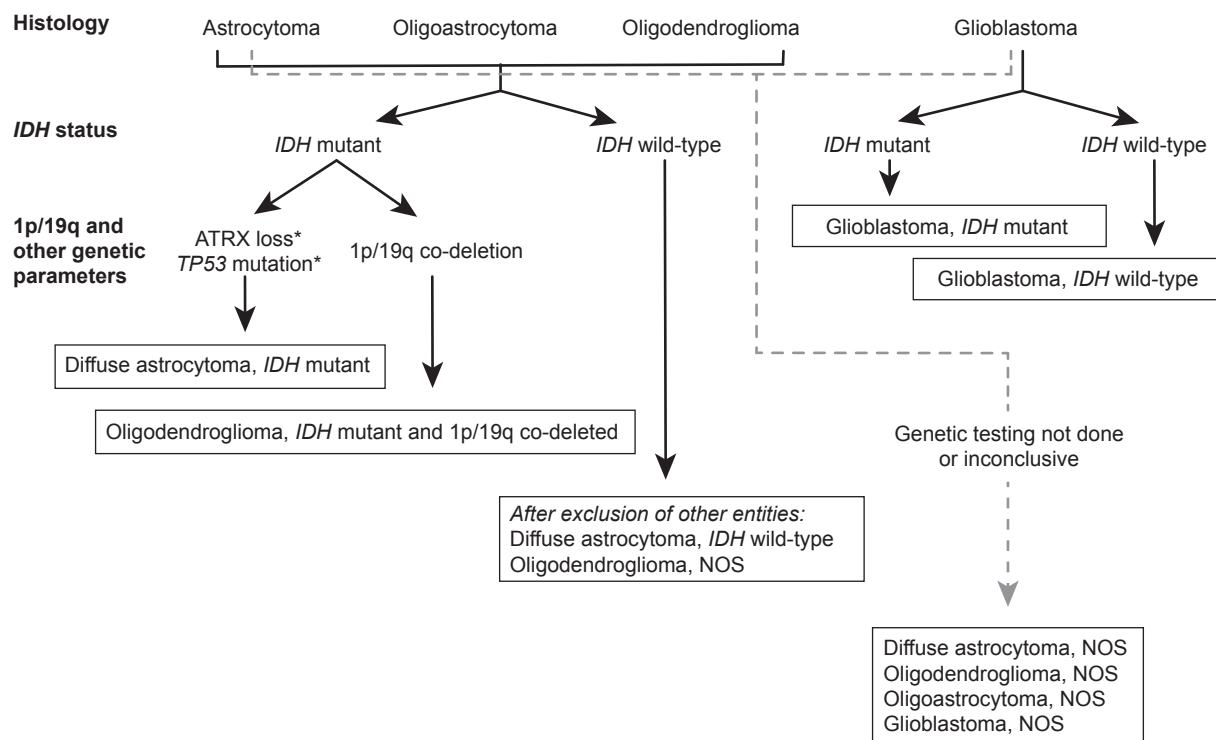 Histology
Astrocytoma
Oligoastrocytoma
Oligodendroglioma
Glioblastoma
IDH status
IDH mutant
IDH wild-type
IDH mutant
IDH wild-type
1p/19q and
other genetic
parameters
ATRX loss*
TP53 mutation*
1p/19q co-deletion
Glioblastoma, IDH mutant
Glioblastoma, IDH wild-type
Diffuse astrocytoma, IDH mutant
Oligodendroglioma, IDH mutant and 1p/19q co-deleted
Genetic testing not done
or inconclusive
After exclusion of other entities:
Diffuse astrocytoma, IDH wild-type
Oligodendroglioma, NOS
Diffuse astrocytoma, NOS
Oligodendroglioma, NOS
Oligoastrocytoma, NOS
Glioblastoma, NOS